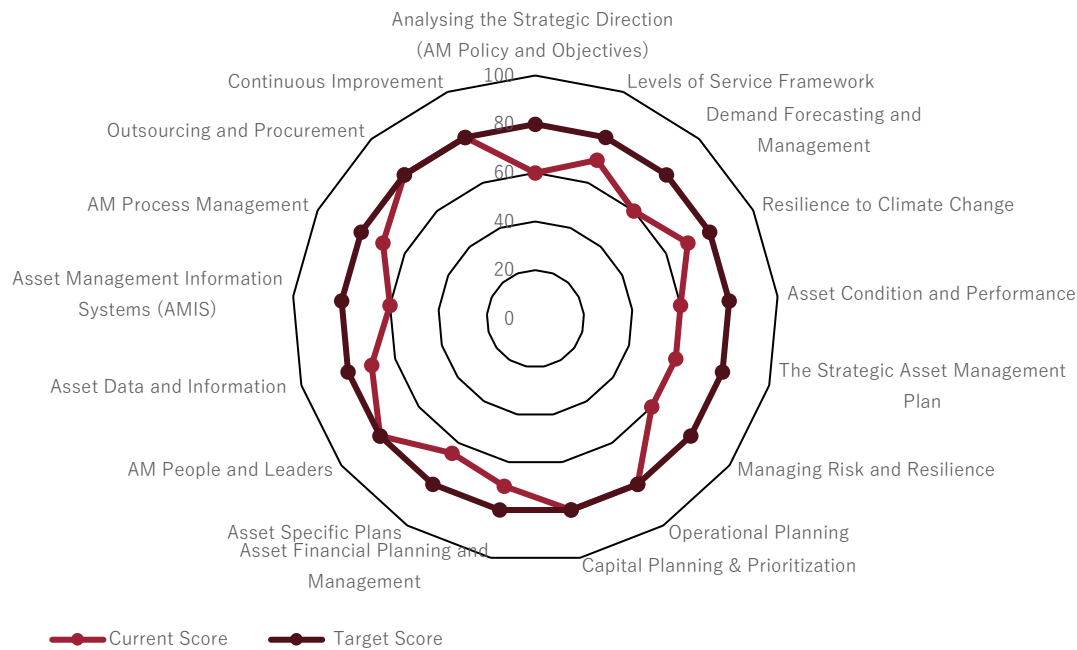 Analysing the Strategic Direction
(AM Policy and Objectives)
100
Continuous Improvement
Levels of Service Framework
Demand Forecasting and
Management
80
Outsourcing and Procurement
60
AM Process Management
Resilience to Climate Change
40
20
Asset Management Information
Systems (AMIS)
Asset Condition and Performance
0
Asset Data and Information
The Strategic Asset Management
Plan
AM People and Leaders
Managing Risk and Resilience
Asset Specific Plans
Operational Planning
Asset Financial Planning and
Management
Capital Planning & Prioritization
Current Score
Target Score